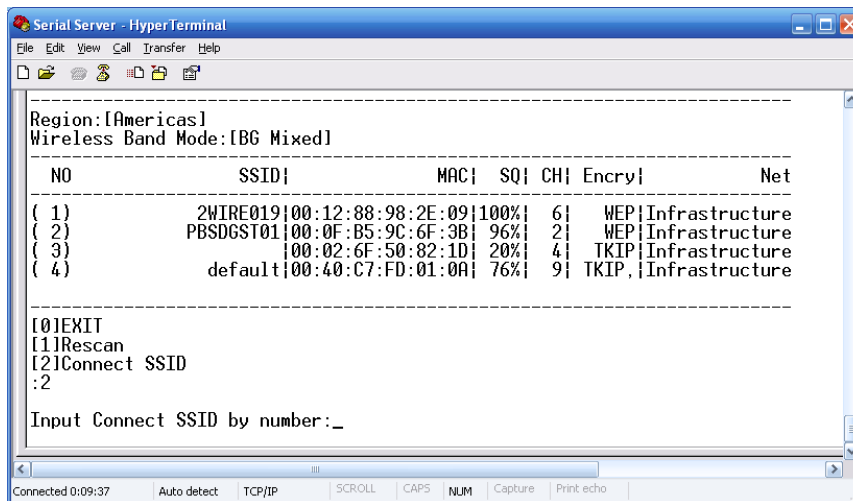 Serial Server - HyperTerminal
File Edit View Call Transfer Help
Region:[Americas]
Wireless Band Mode:[BG Mixed]
NO SSID| MAC| SQ| CH| Encry| Net
( 1) 2WIRE019|00:12:88:98:2E:09|100%| 6| WEP|Infrastructure
( 2) PBSDGST01|00:0F:B5:9C:6F:3B| 96%| 2| WEP|Infrastructure
( 3) |00:02:6F:50:82:1D| 20%| 4| TKIP|Infrastructure
( 4) default|00:40:C7:FD:01:0A| 76%| 9| TKIP,|Infrastructure
[0]EXIT
[1]Rescan
[2]Connect SSID
:2
Input Connect SSID by number:_
Connected 0:09:37 Auto detect TCP/IP SCROLL CAPS NUM Capture Print echo